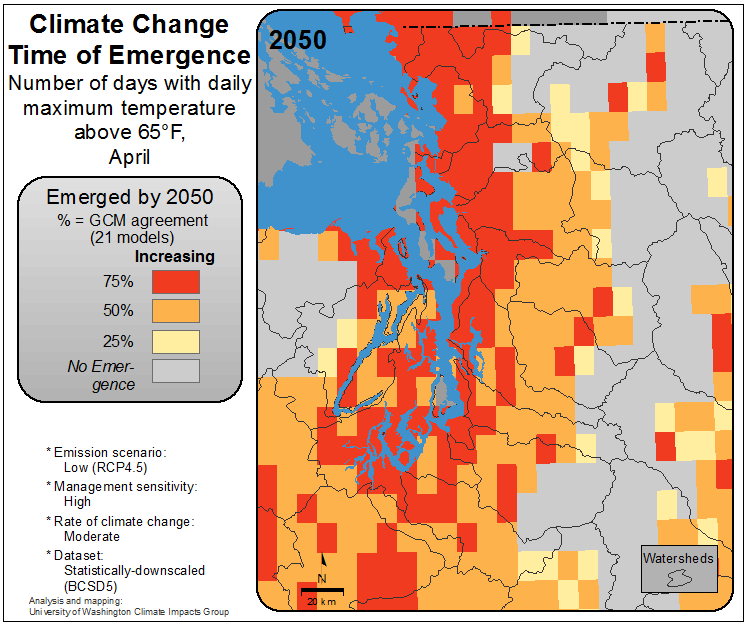 Climate Change
Time of Emergence
Number of days with daily
maximum temperature
above 65°F,
April
Emerged by 2050
% = GCM agreement
(21 models)
Increasing
75%
50%
25%
No Emer-
gence
* Emission scenario:
Low (RCP4.5)
* Management sensitivity:
High
* Rate of climate change:
Moderate
* Dataset:
Statistically-downscaled
(BCSD5)
Analysis and mapping:
University of Washington Climate Impacts Group
2050
N
20 km
Watersheds